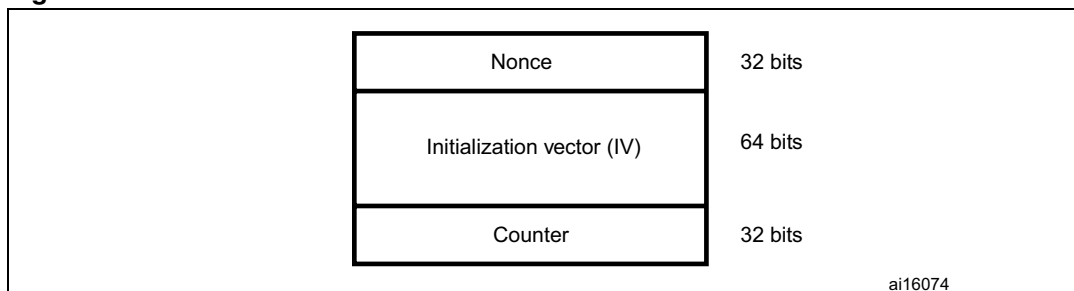 Nonce 32 bits
Initialization vector (IV) 64 bits
Counter 32 bits
ai16074